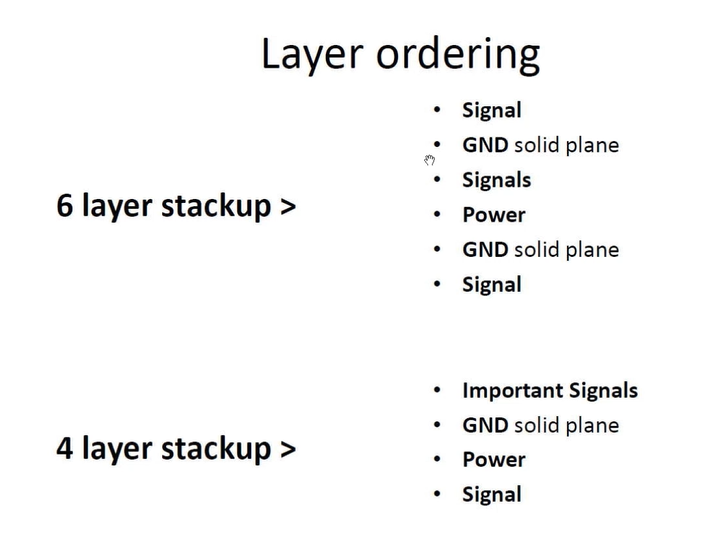 Layer ordering
6 layer stackup >
• Signal
• GND solid plane
• Signals
• Power
• GND solid plane
• Signal
4 layer stackup >
• Important Signals
• GND solid plane
• Power
• Signal